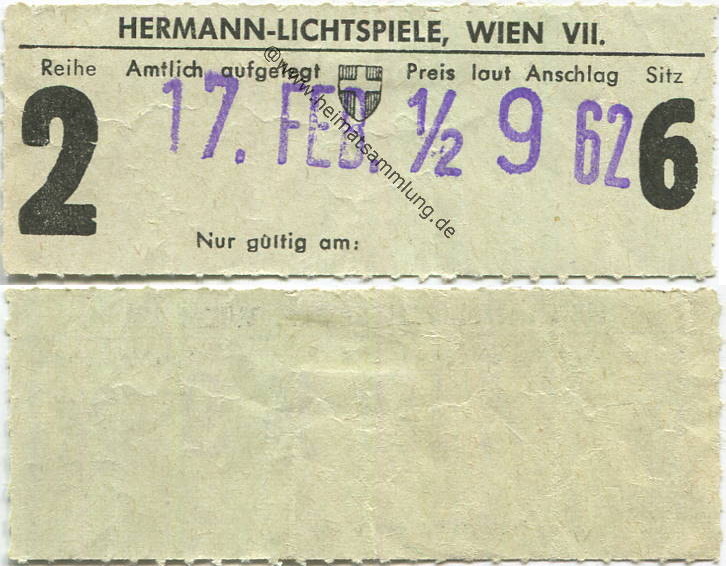 HERMANN-LICHTSPIELE, WIEN VII.
Reihe Amtlich aufgelegt Preis laut Anschlag Sitz
2 17. FEB. ½ 9 62 6
Nur gültig am:
@www.heimatsammlung.de